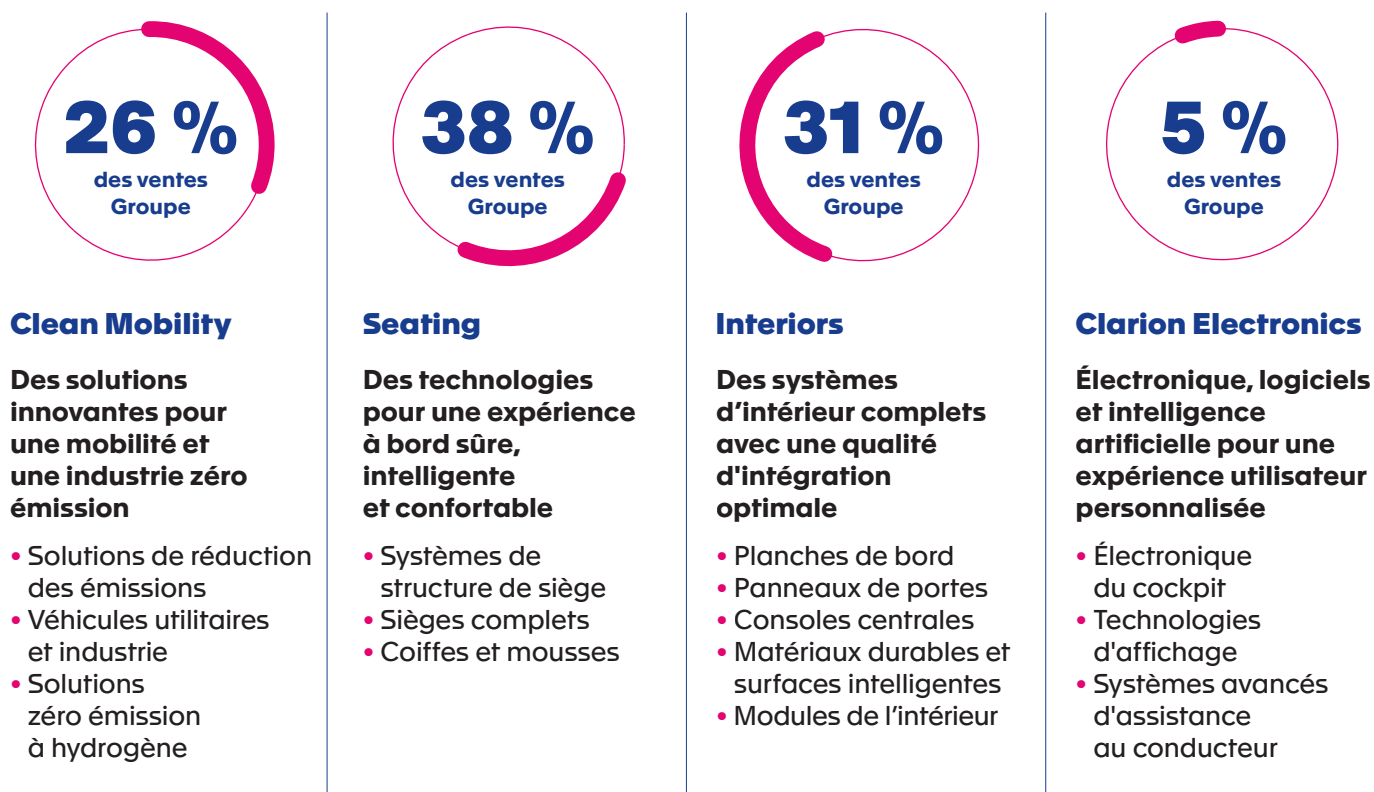 26 %
des ventes
Groupe
Clean Mobility
Des solutions
innovantes pour
une mobilité et
une industrie zéro
émission
• Solutions de réduction
des émissions
• Véhicules utilitaires
et industrie
• Solutions
zéro émission
à hydrogène
38 %
des ventes
Groupe
Seating
Des technologies
pour une expérience
à bord sûre,
intelligente
et confortable
• Systèmes de
structure de siège
• Sièges complets
• Coiffes et mousses
31 %
des ventes
Groupe
Interiors
Des systèmes
d’intérieur complets
avec une qualité
d'intégration
optimale
• Planches de bord
• Panneaux de portes
• Consoles centrales
• Matériaux durables et
surfaces intelligentes
• Modules de l’intérieur
5 %
des ventes
Groupe
Clarion Electronics
Électronique, logiciels
et intelligence
artificielle pour une
expérience utilisateur
personnalisée
• Électronique
du cockpit
• Technologies
d'affichage
• Systèmes avancés
d'assistance
au conducteur